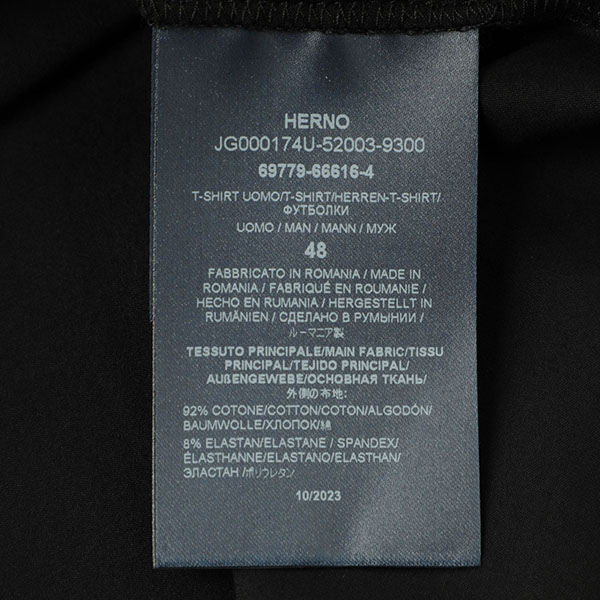 HERNO
JG000174U-52003-9300
69779-66616-4
T-SHIRT UOMO/T-SHIRT/HERREN-T-SHIRT/
ФУТБОЛКИ
UOMO / MAN / MANN / МУЖ
48
FABBRICATO IN ROMANIA / MADE IN
ROMANIA / FABRIQUÉ EN ROUMANIE /
HECHO EN RUMANIA / HERGESTELLT IN
RUMÄNIEN / СДЕЛАНО В РУМЫНИИ /
ルーマニア製
TESSUTO PRINCIPALE/MAIN FABRIC/TISSU
PRINCIPAL/TEJIDO PRINCIPAL/
AUßENGEWEBE/ОСНОВНАЯ ТКАНЬ/
外側の布地:
92% COTONE/COTTON/COTON/ALGODÓN/
BAUMWOLLE/ХЛОПОК/綿
8% ELASTAN/ELASTANE / SPANDEX/
ÉLASTHANNE/ELASTANO/ELASTHAN/
ЭЛАСТАН /ポリウレタン
10/2023